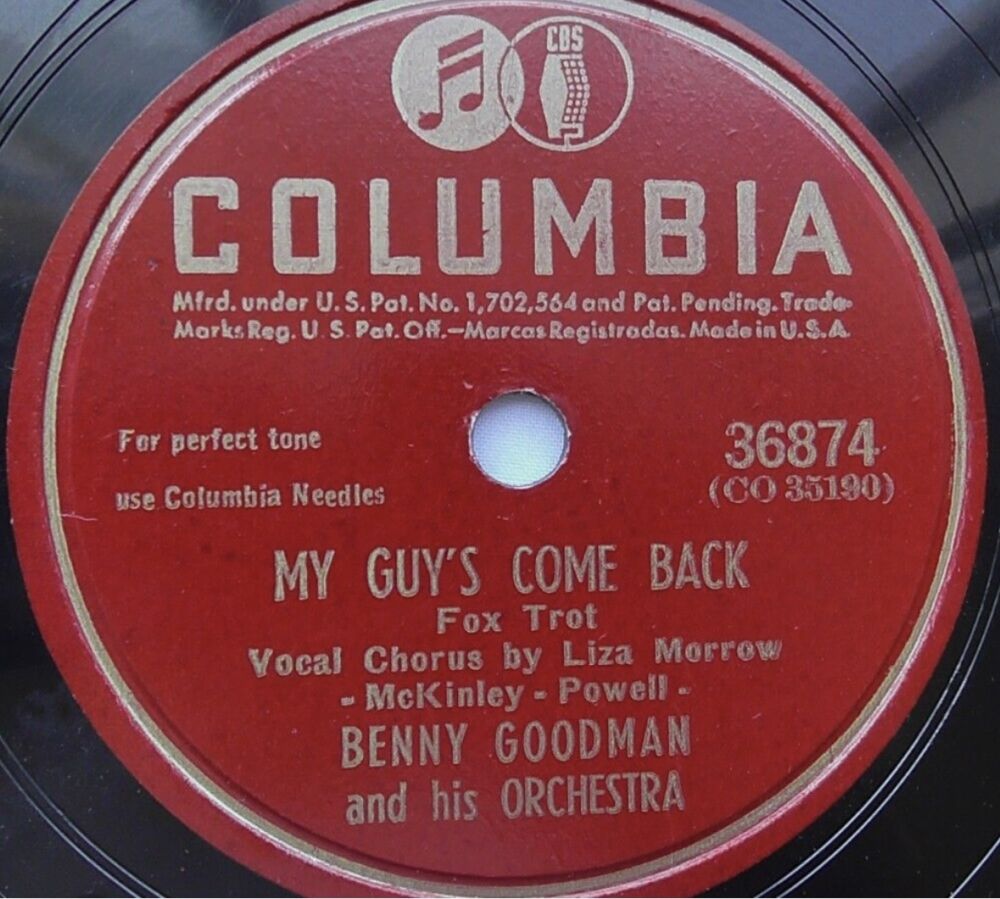 CBS
COLUMBIA
Mfrd. under U. S. Pat. No. 1,702,564 and Pat. Pending. Trade-
Marks Reg. U. S. Pat. Off.—Marcas Registradas. Made in U.S.A.
For perfect tone
36874
use Columbia Needles
(CO 35190)
MY GUY'S COME BACK
Fox Trot
Vocal Chorus by Liza Morrow
- McKinley - Powell -
BENNY GOODMAN
and his ORCHESTRA